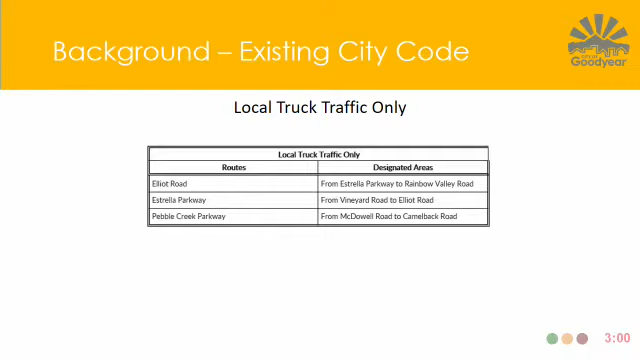 Background – Existing City Code
CITY OF
Goodyear
Local Truck Traffic Only
Local Truck Traffic Only
Routes Designated Areas
Elliot Road From Estrella Parkway to Rainbow Valley Road
Estrella Parkway From Vineyard Road to Elliot Road
Pebble Creek Parkway From McDowell Road to Camelback Road
3:00